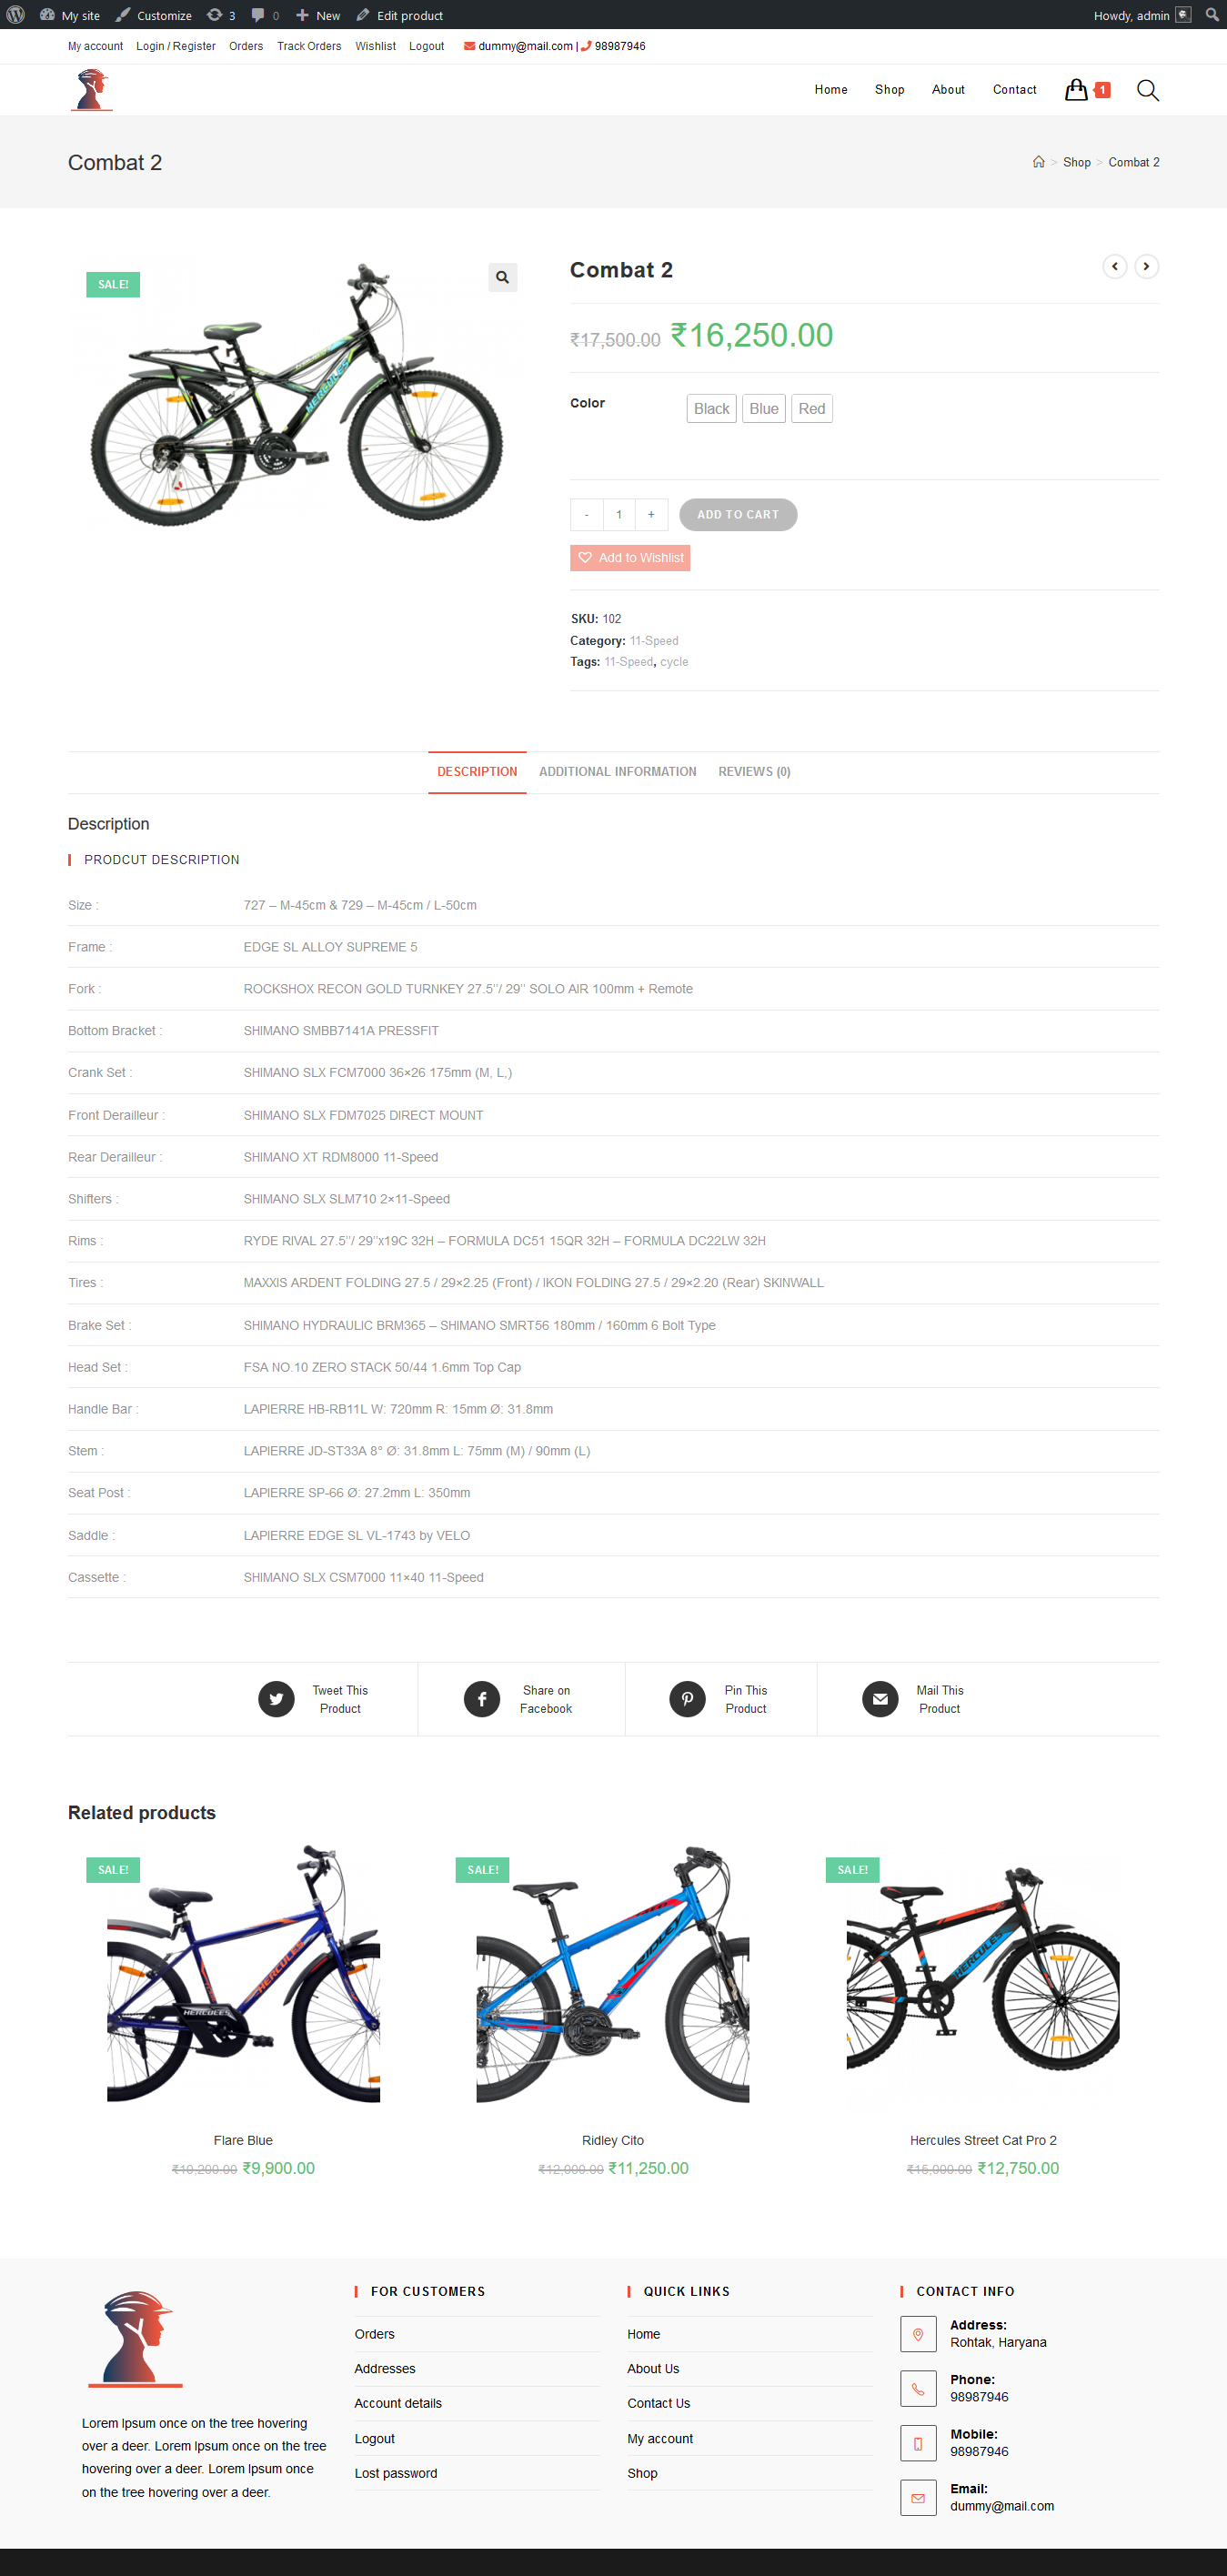 My site Customize 3 0 New Edit product Howdy, admin
My account Login / Register Orders Track Orders Wishlist Logout dummy@mail.com | 98987946
Home Shop About Contact 1
Combat 2
> Shop > Combat 2
SALE!
HERCULES
Combat 2
₹17,500.00 ₹16,250.00
Color
Black Blue Red
- 1 +
ADD TO CART
Add to Wishlist
SKU: 102
Category: 11-Speed
Tags: 11-Speed, cycle
DESCRIPTION ADDITIONAL INFORMATION REVIEWS (0)
Description
PRODCUT DESCRIPTION
Size : 727 – M-45cm & 729 – M-45cm / L-50cm
Frame : EDGE SL ALLOY SUPREME 5
Fork : ROCKSHOX RECON GOLD TURNKEY 27.5’’/ 29’’ SOLO AIR 100mm + Remote
Bottom Bracket : SHIMANO SMBB7141A PRESSFIT
Crank Set : SHIMANO SLX FCM7000 36×26 175mm (M, L,)
Front Derailleur : SHIMANO SLX FDM7025 DIRECT MOUNT
Rear Derailleur : SHIMANO XT RDM8000 11-Speed
Shifters : SHIMANO SLX SLM710 2×11-Speed
Rims : RYDE RIVAL 27.5’’/ 29’’x19C 32H – FORMULA DC51 15QR 32H – FORMULA DC22LW 32H
Tires : MAXXIS ARDENT FOLDING 27.5 / 29×2.25 (Front) / IKON FOLDING 27.5 / 29×2.20 (Rear) SKINWALL
Brake Set : SHIMANO HYDRAULIC BRM365 – SHIMANO SMRT56 180mm / 160mm 6 Bolt Type
Head Set : FSA NO.10 ZERO STACK 50/44 1.6mm Top Cap
Handle Bar : LAPIERRE HB-RB11L W: 720mm R: 15mm Ø: 31.8mm
Stem : LAPIERRE JD-ST33A 8° Ø: 31.8mm L: 75mm (M) / 90mm (L)
Seat Post : LAPIERRE SP-66 Ø: 27.2mm L: 350mm
Saddle : LAPIERRE EDGE SL VL-1743 by VELO
Cassette : SHIMANO SLX CSM7000 11×40 11-Speed
Tweet This
Product
Share on
Facebook
Pin This
Product
Mail This
Product
Related products
SALE!
HERCULES
HERCULES
Flare Blue
₹10,200.00 ₹9,900.00
SALE!
RIDLEY
Ridley Cito
₹12,000.00 ₹11,250.00
SALE!
HERCULES
Hercules Street Cat Pro 2
₹15,000.00 ₹12,750.00
Lorem Ipsum once on the tree hovering
over a deer. Lorem Ipsum once on the tree
hovering over a deer. Lorem Ipsum once
on the tree hovering over a deer.
FOR CUSTOMERS
Orders
Addresses
Account details
Logout
Lost password
QUICK LINKS
Home
About Us
Contact Us
My account
Shop
CONTACT INFO
Address:
Rohtak, Haryana
Phone:
98987946
Mobile:
98987946
Email:
dummy@mail.com